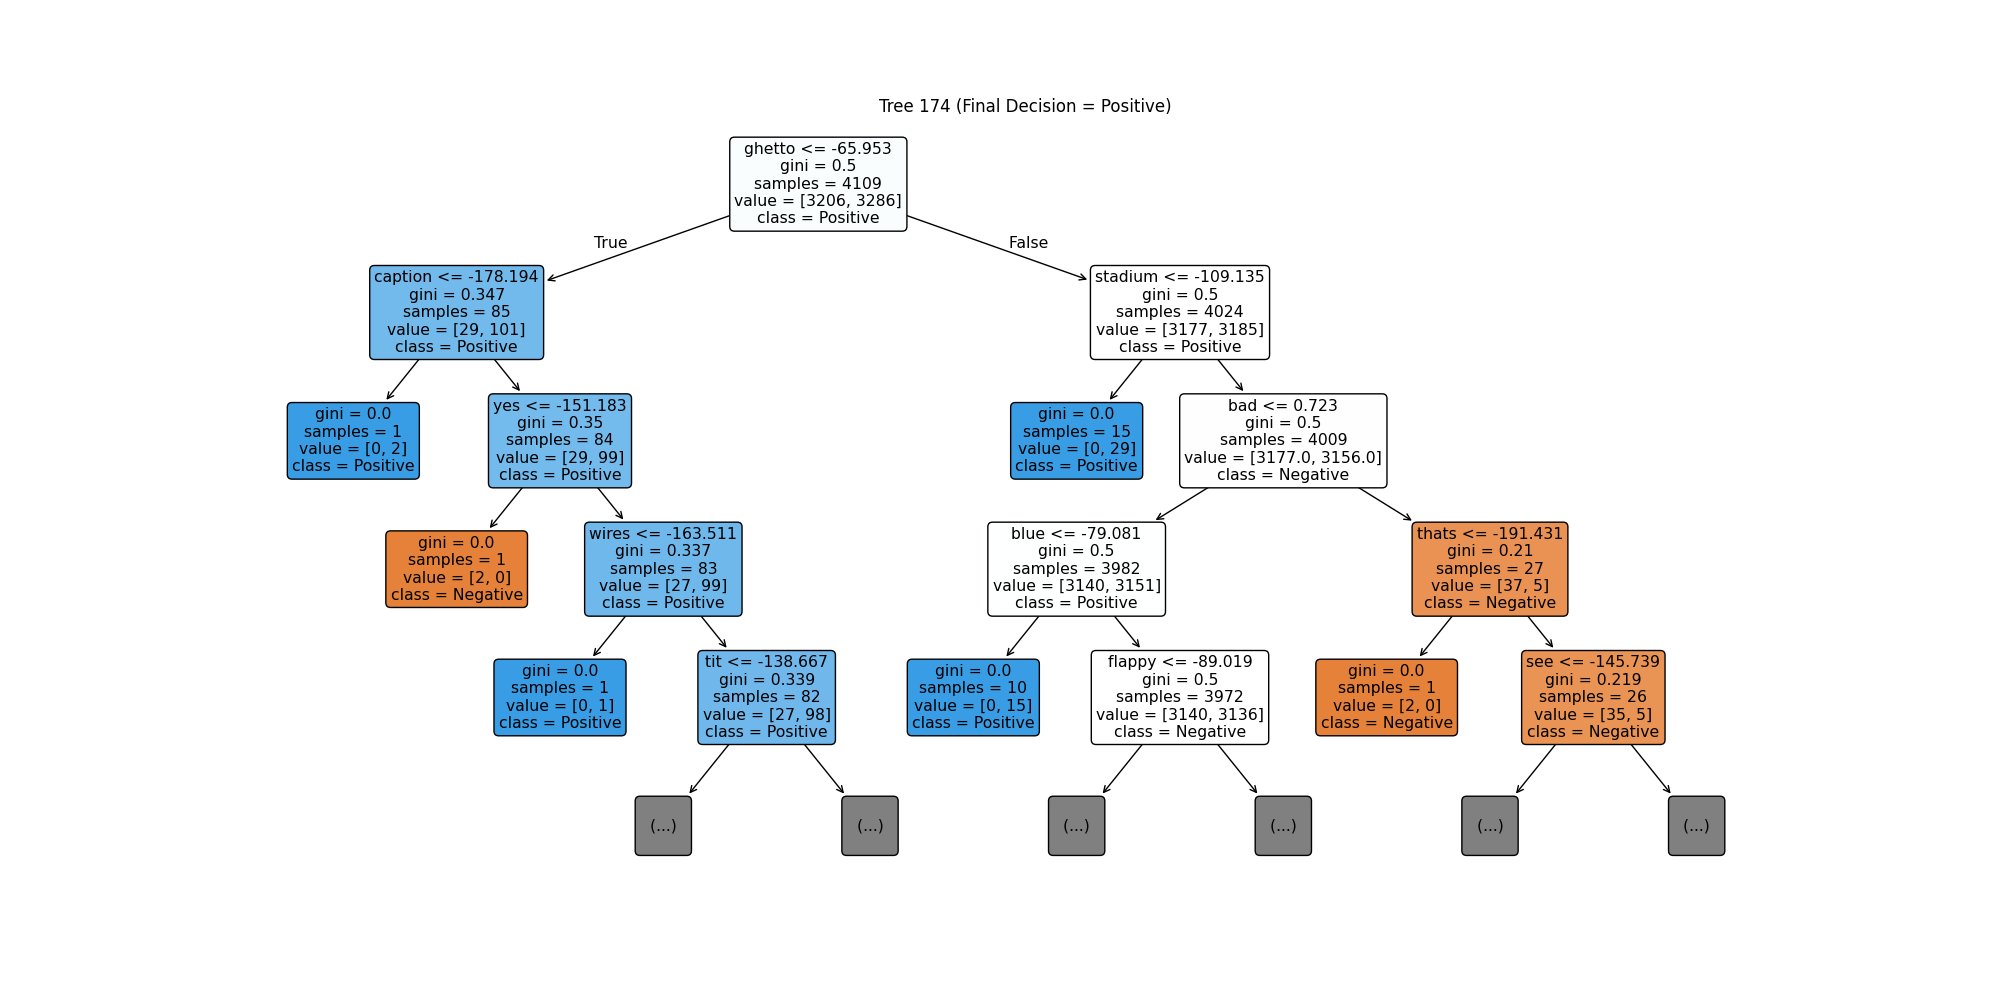 Tree 174 (Final Decision = Positive)
ghetto <= -65.953
gini = 0.5
samples = 4109
value = [3206, 3286]
class = Positive
True
False
caption <= -178.194
gini = 0.347
samples = 85
value = [29, 101]
class = Positive
stadium <= -109.135
gini = 0.5
samples = 4024
value = [3177, 3185]
class = Positive
gini = 0.0
samples = 1
value = [0, 2]
class = Positive
yes <= -151.183
gini = 0.35
samples = 84
value = [29, 99]
class = Positive
gini = 0.0
samples = 15
value = [0, 29]
class = Positive
bad <= 0.723
gini = 0.5
samples = 4009
value = [3177.0, 3156.0]
class = Negative
gini = 0.0
samples = 1
value = [2, 0]
class = Negative
wires <= -163.511
gini = 0.337
samples = 83
value = [27, 99]
class = Positive
blue <= -79.081
gini = 0.5
samples = 3982
value = [3140, 3151]
class = Positive
thats <= -191.431
gini = 0.21
samples = 27
value = [37, 5]
class = Negative
gini = 0.0
samples = 1
value = [0, 1]
class = Positive
tit <= -138.667
gini = 0.339
samples = 82
value = [27, 98]
class = Positive
gini = 0.0
samples = 10
value = [0, 15]
class = Positive
flappy <= -89.019
gini = 0.5
samples = 3972
value = [3140, 3136]
class = Negative
gini = 0.0
samples = 1
value = [2, 0]
class = Negative
see <= -145.739
gini = 0.219
samples = 26
value = [35, 5]
class = Negative
(...)
(...)
(...)
(...)
(...)
(...)